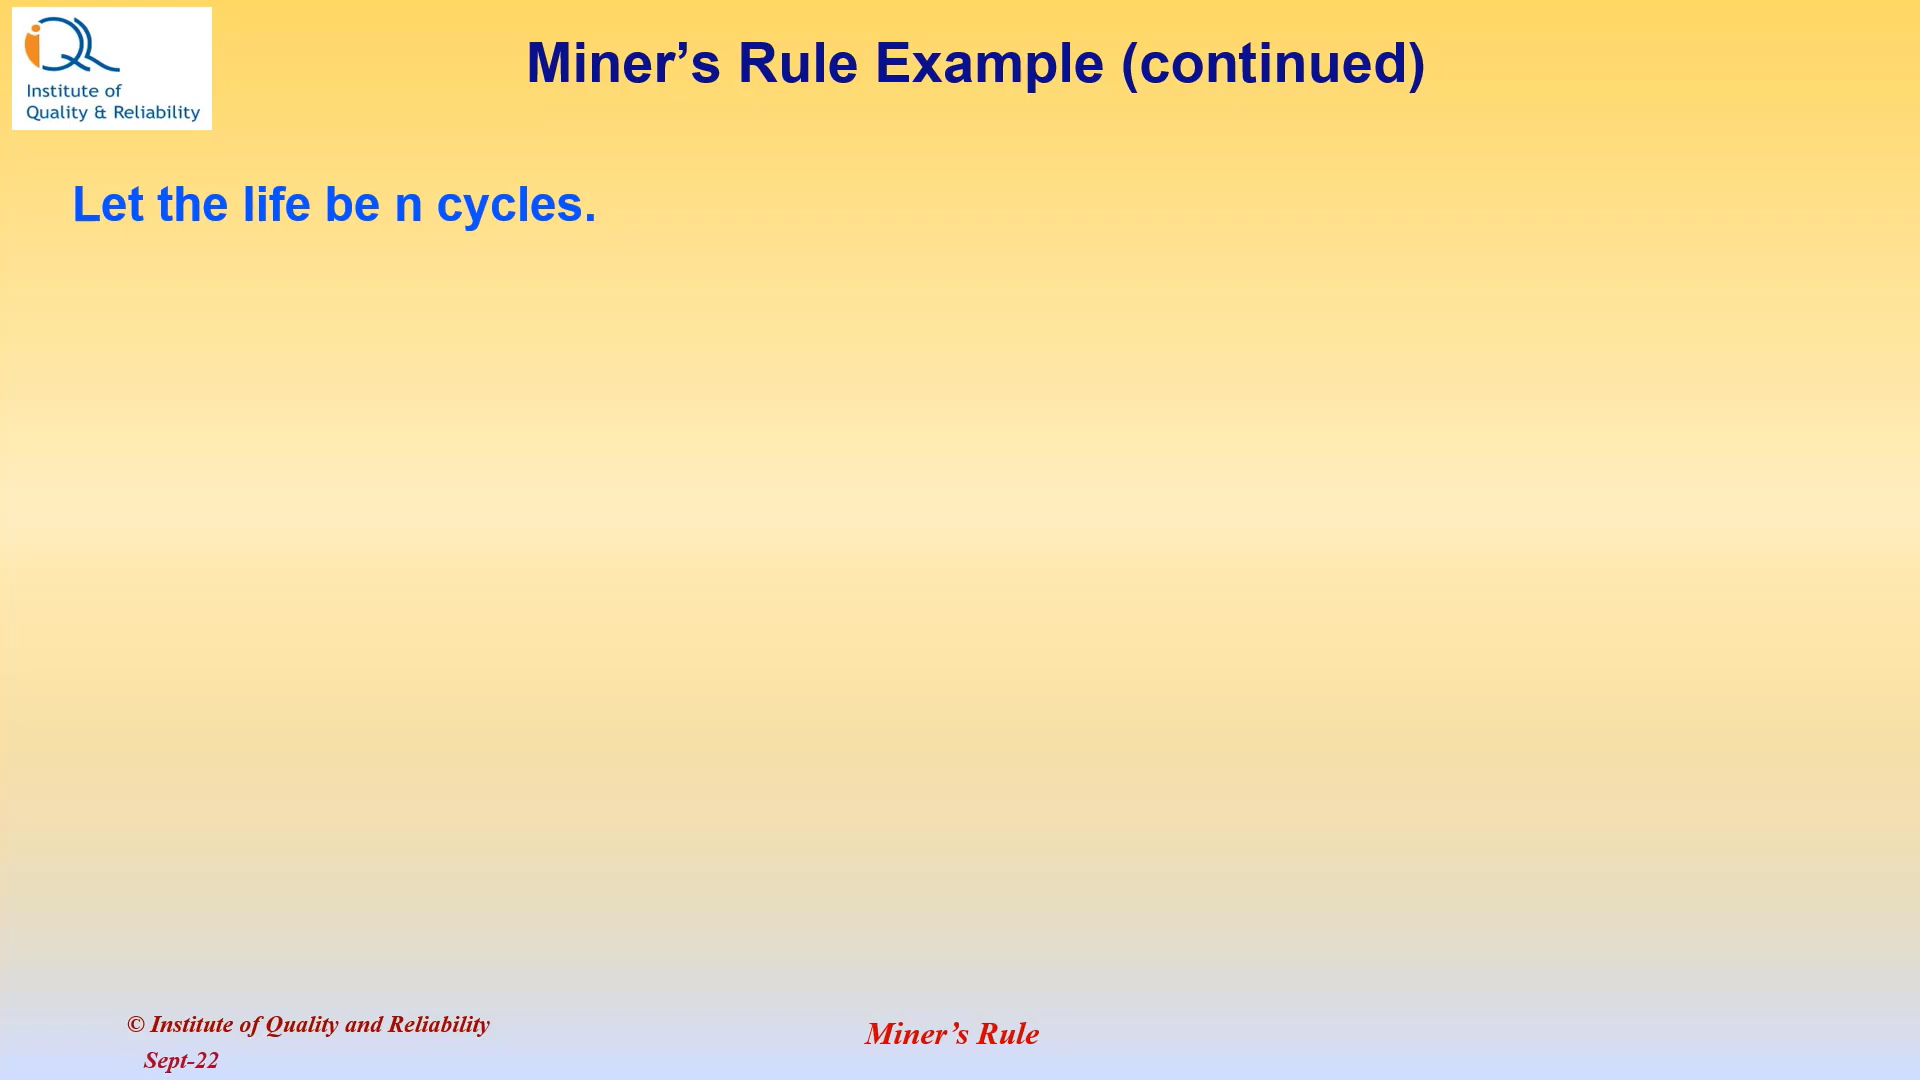 iQ
Institute of
Quality & Reliability
Miner’s Rule Example (continued)
Let the life be n cycles.
© Institute of Quality and Reliability
Miner’s Rule
Sept-22